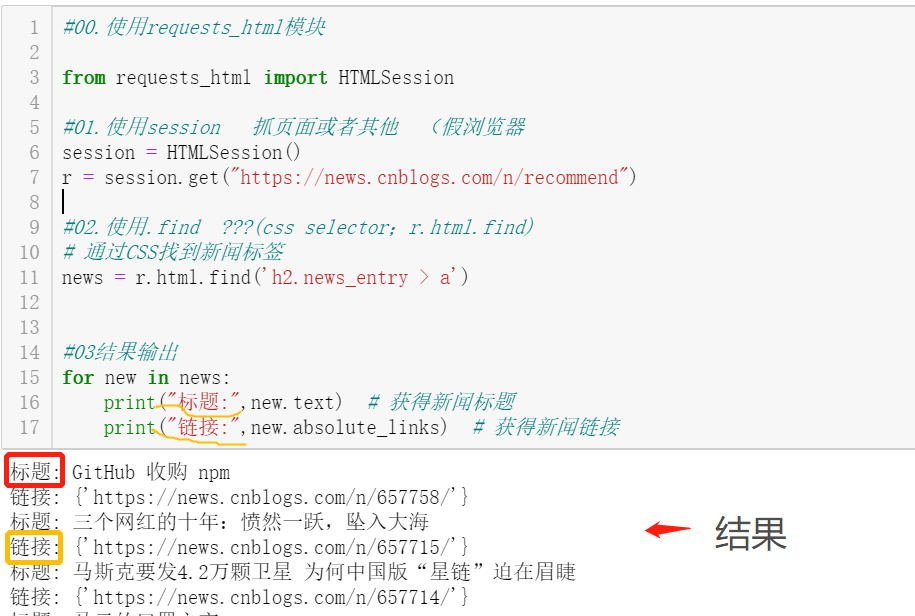 1 #00.使用requests_html模块
2
3 from requests_html import HTMLSession
4
5 #01.使用session 抓页面或者其他 （假浏览器
6 session = HTMLSession()
7 r = session.get("https://news.cnblogs.com/n/recommend")
8
9 #02.使用.find ???(css selector；r.html.find)
10 # 通过CSS找到新闻标签
11 news = r.html.find('h2.news_entry > a')
12
13
14 #03结果输出
15 for new in news:
16 print("标题:",new.text) # 获得新闻标题
17 print("链接:",new.absolute_links) # 获得新闻链接
标题: GitHub 收购 npm
链接: {'https://news.cnblogs.com/n/657758/'}
标题: 三个网红的十年：愤然一跃，坠入大海
链接: {'https://news.cnblogs.com/n/657715/'}
结果
标题: 马斯克要发4.2万颗卫星 为何中国版“星链”迫在眉睫
链接: {'https://news.cnblogs.com/n/657714/'}